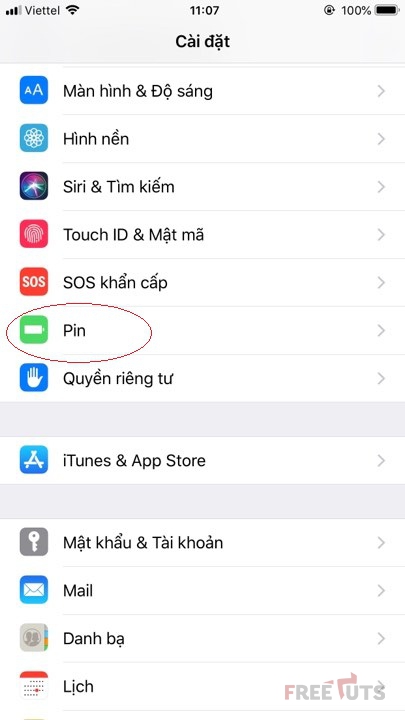 Viettel 11:07 100%
Cài đặt
AA Màn hình & Độ sáng
Hình nền
Siri & Tìm kiếm
Touch ID & Mật mã
SOS SOS khẩn cấp
Pin
Quyền riêng tư
iTunes & App Store
Mật khẩu & Tài khoản
Mail
Danh bạ
Lịch
FREETUTS